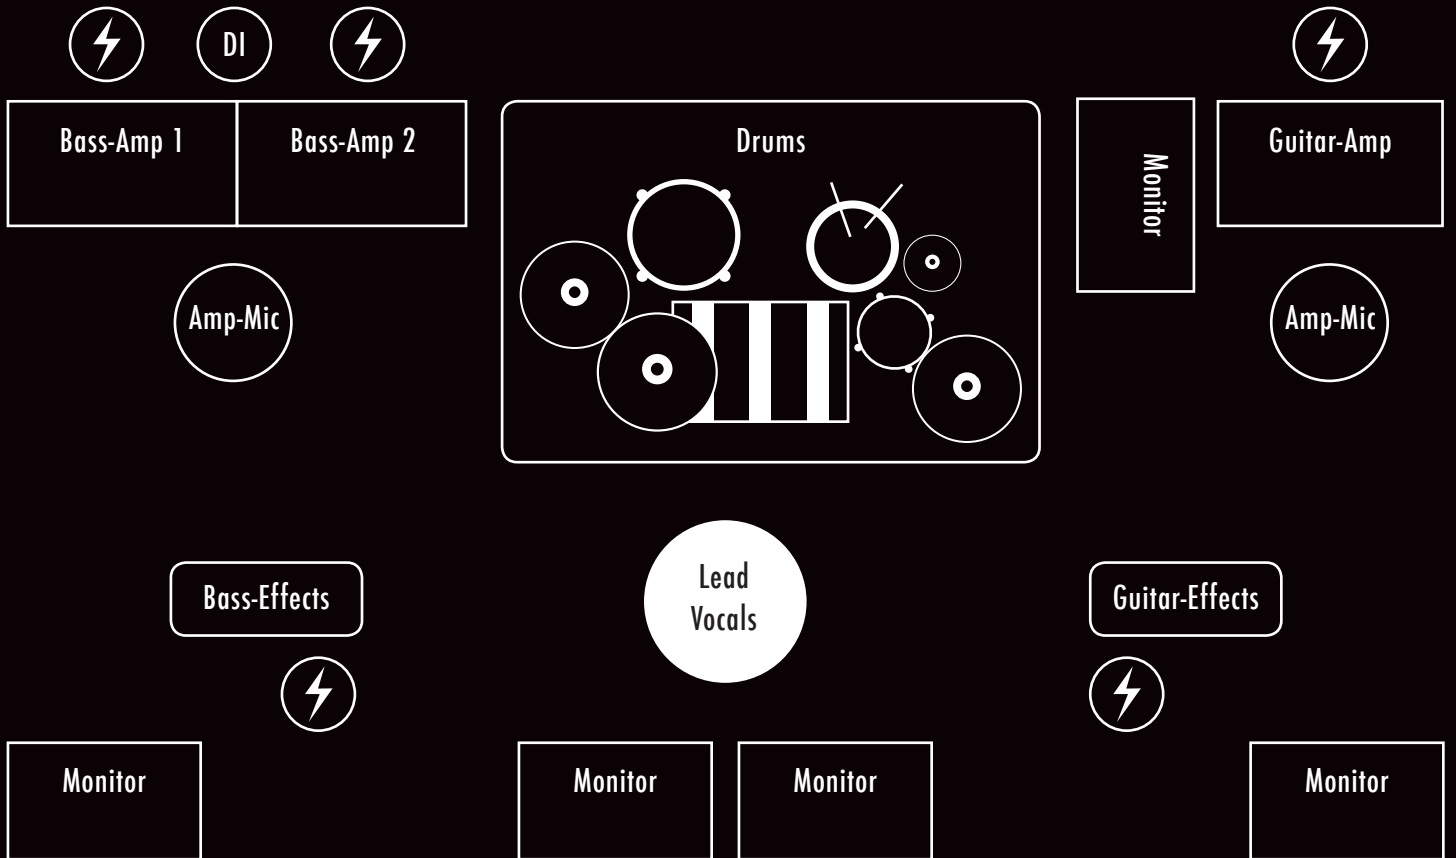 DI
Bass-Amp 1
Bass-Amp 2
Drums
Monitor
Guitar-Amp
Amp-Mic
Amp-Mic
Lead
Vocals
Bass-Effects
Guitar-Effects
Monitor
Monitor
Monitor
Monitor